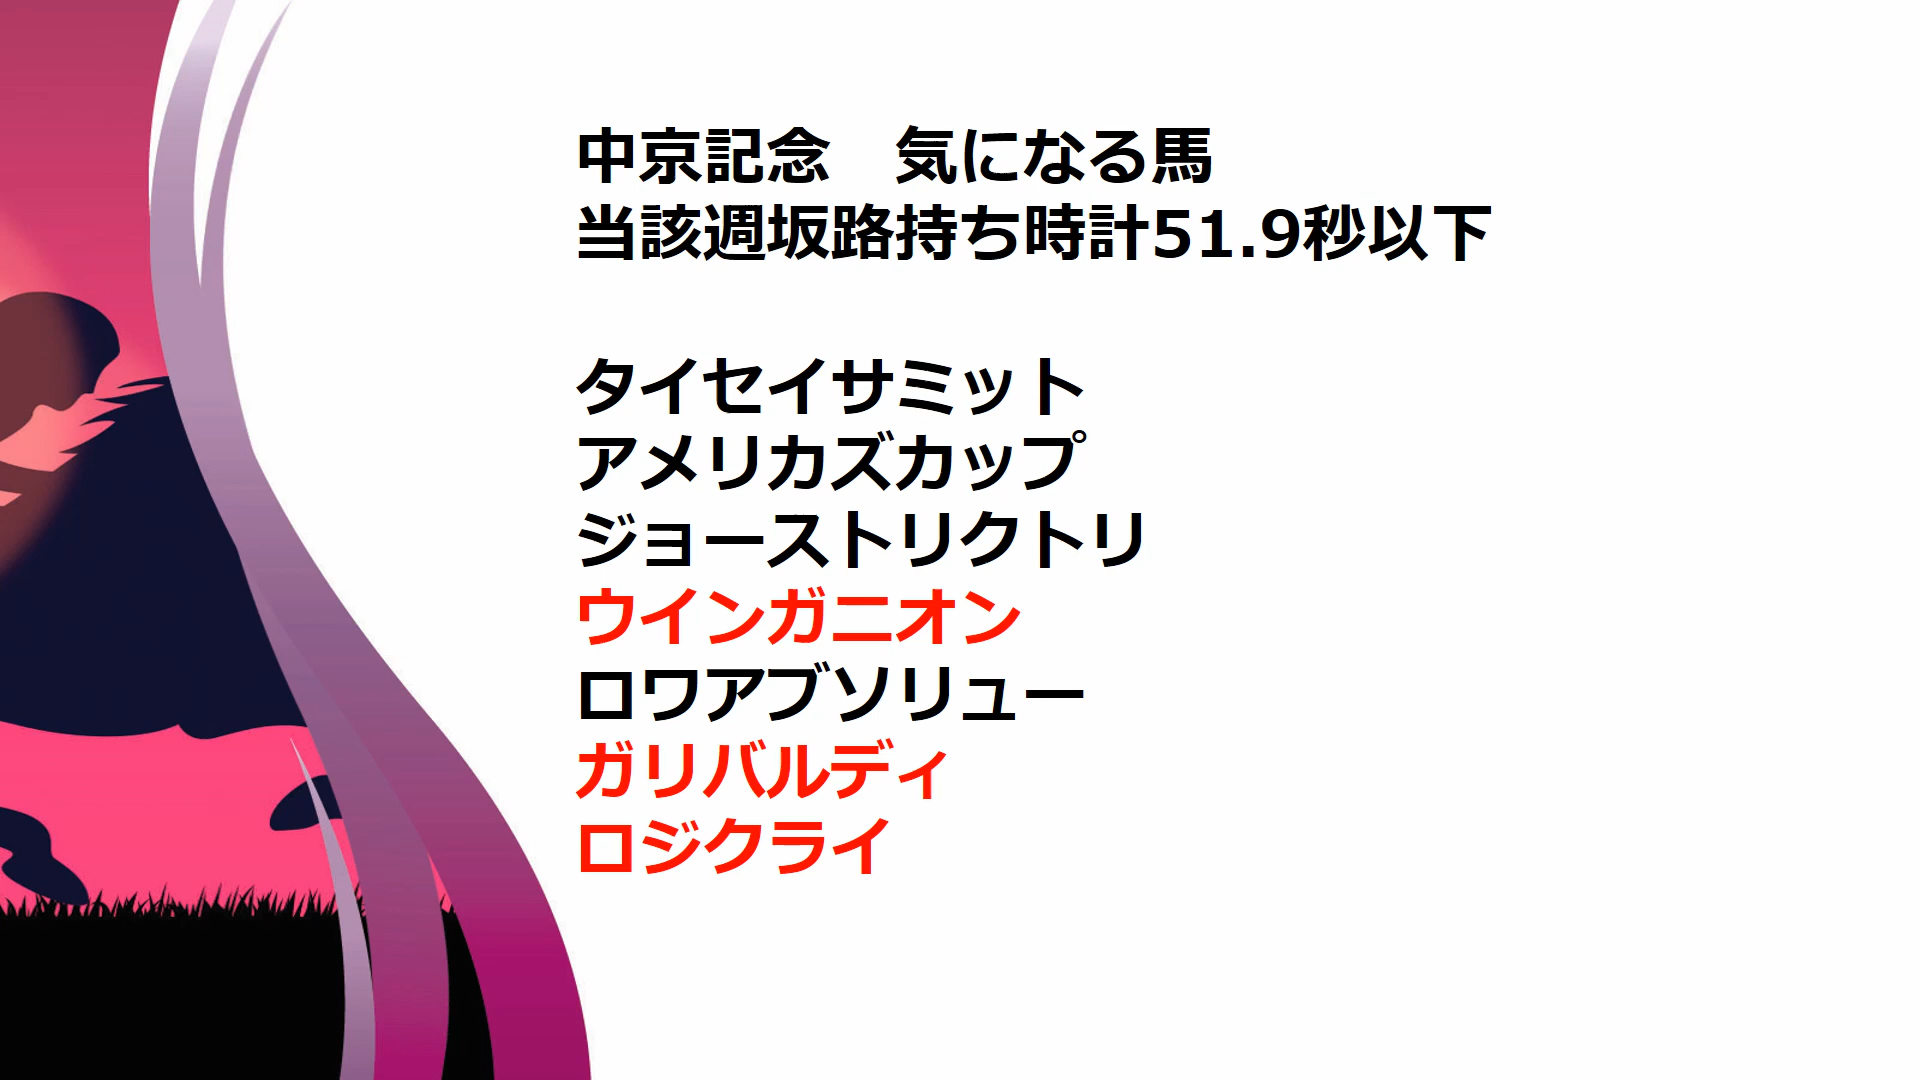 中京記念　気になる馬
当該週坂路持ち時計51.9秒以下
タイセイサミット
アメリカズカップ
ジョーストリクトリ
ウインガニオン
ロワアブソリュー
ガリバルディ
ロジクライ